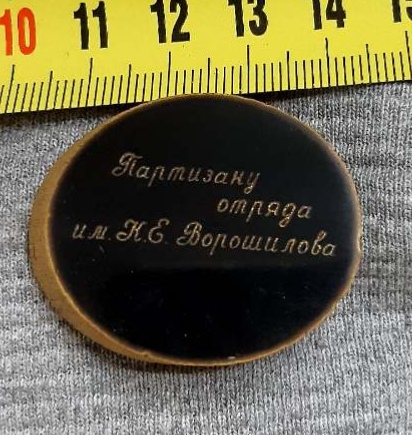 10 11 12 13 14
Партизану
отряда
им. К.Е. Ворошилова